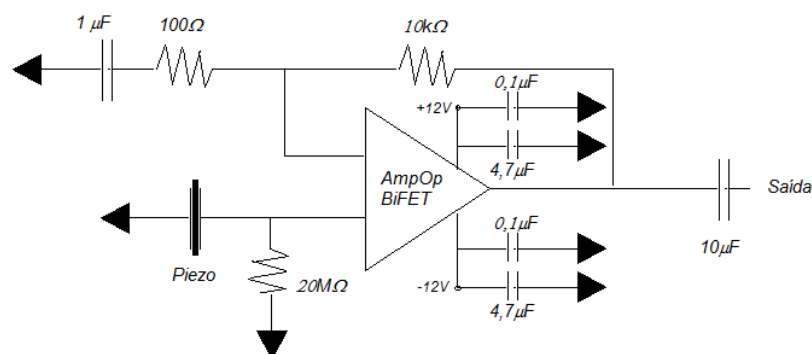 1 µF
100Ω
10kΩ
0,1µF
+12V
4,7µF
AmpOp
BiFET
Saída
0,1µF
10µF
Piezo
20MΩ
-12V
4,7µF